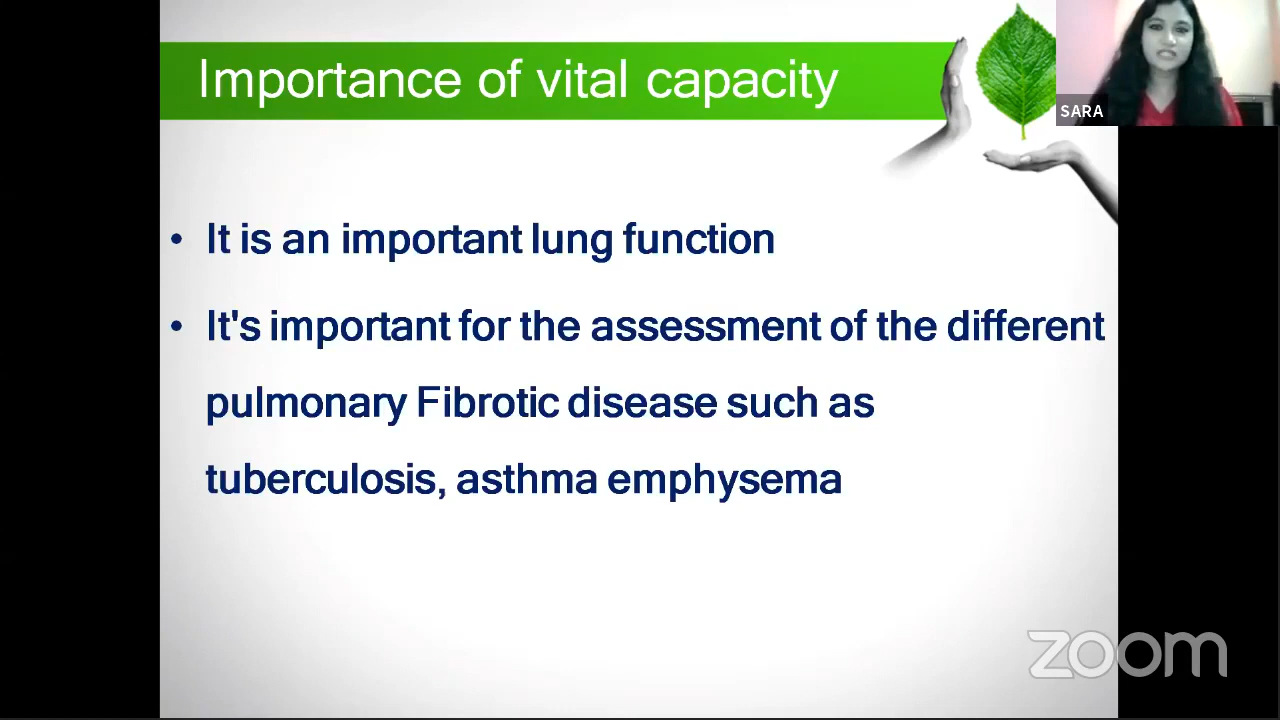 Importance of vital capacity
SARA
• It is an important lung function
• It's important for the assessment of the different
pulmonary Fibrotic disease such as
tuberculosis, asthma emphysema
zoom